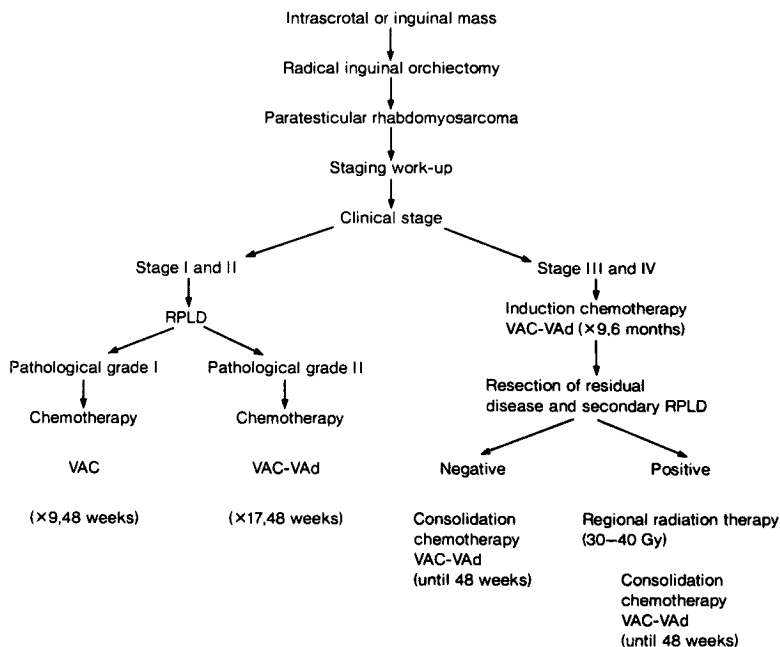 Intrascrotal or inguinal mass
Radical inguinal orchiectomy
Paratesticular rhabdomyosarcoma
Staging work-up
Clinical stage
Stage I and II
RPLD
Pathological grade I
Chemotherapy
VAC
(×9,48 weeks)
Pathological grade II
Chemotherapy
VAC-VAd
(×17,48 weeks)
Stage III and IV
Induction chemotherapy
VAC-VAd (×9,6 months)
Resection of residual
disease and secondary RPLD
Negative
Consolidation
chemotherapy
VAC-VAd
(until 48 weeks)
Positive
Regional radiation therapy
(30–40 Gy)
Consolidation
chemotherapy
VAC-VAd
(until 48 weeks)